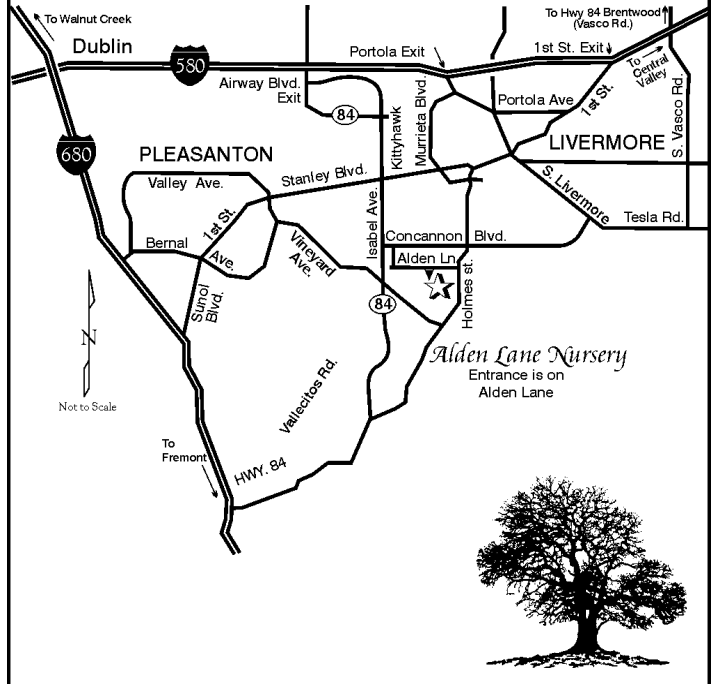 To Walnut Creek
To Hwy 84 Brentwood
(Vasco Rd.)
Dublin
Portola Exit
1st St. Exit
580
To
Central
Valley
Airway Blvd.
Exit
84
Kittyhawk
Murrieta Blvd.
Portola Ave.
1st St.
S. Vasco Rd.
680
PLEASANTON
LIVERMORE
Valley Ave.
Stanley Blvd.
S. Livermore
1st St.
Isabel Ave.
Tesla Rd.
Bernal
Ave.
Vineyard
Ave.
Concannon Blvd.
Alden Ln.
Sunol
Blvd.
84
Holmes st.
N
Not to Scale
Alden Lane Nursery
Entrance is on
Alden Lane
Vallecitos Rd.
To
Fremont
HWY. 84